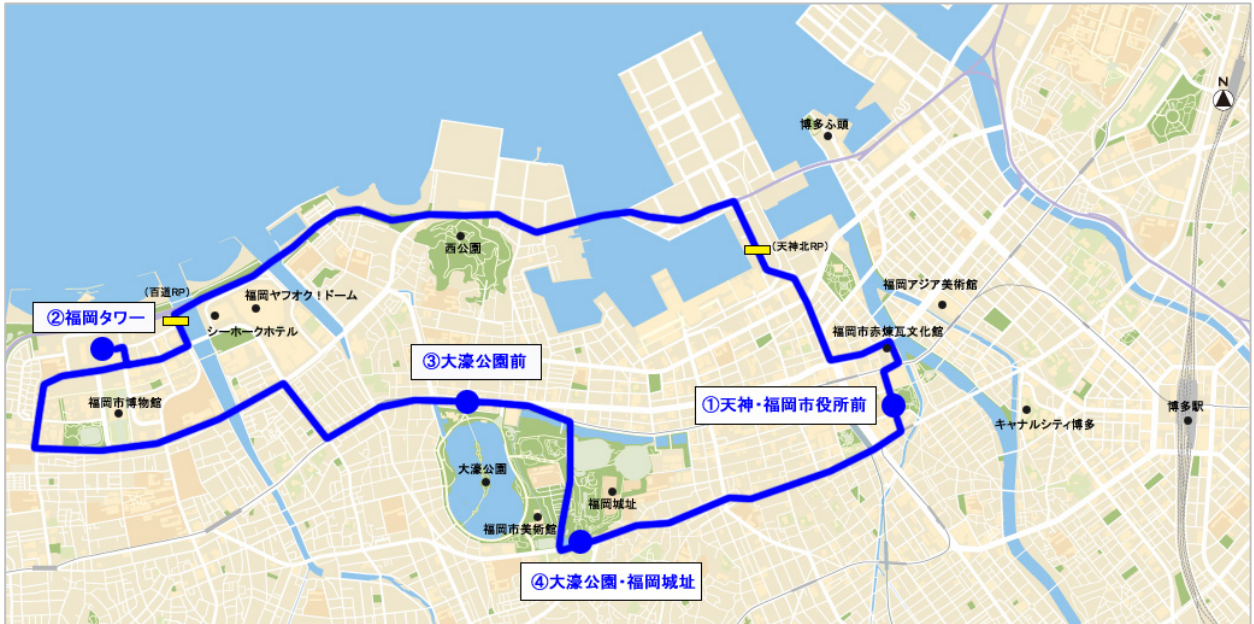 N
博多ふ頭
西公園
(天神北RP)
福岡アジア美術館
(百道RP)
福岡ヤフオク！ドーム
②福岡タワー
シーホークホテル
福岡市赤煉瓦文化館
③大濠公園前
①天神・福岡市役所前
福岡市博物館
博多駅
キャナルシティ博多
大濠公園
福岡城址
福岡市美術館
④大濠公園・福岡城址